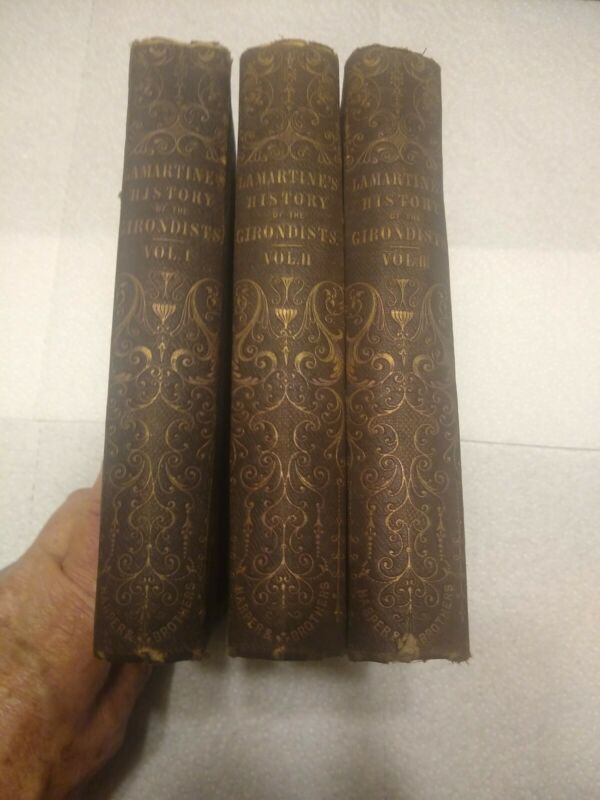 LAMARTINE'S
HISTORY
OF THE
GIRONDISTS.
VOL. I
HARPER & BROTHERS
LAMARTINE'S
HISTORY
OF THE
GIRONDISTS.
VOL. II
HARPER & BROTHERS
LAMARTINE'S
HISTORY
OF THE
GIRONDIST
VOL. III
HARPER & BROTHERS